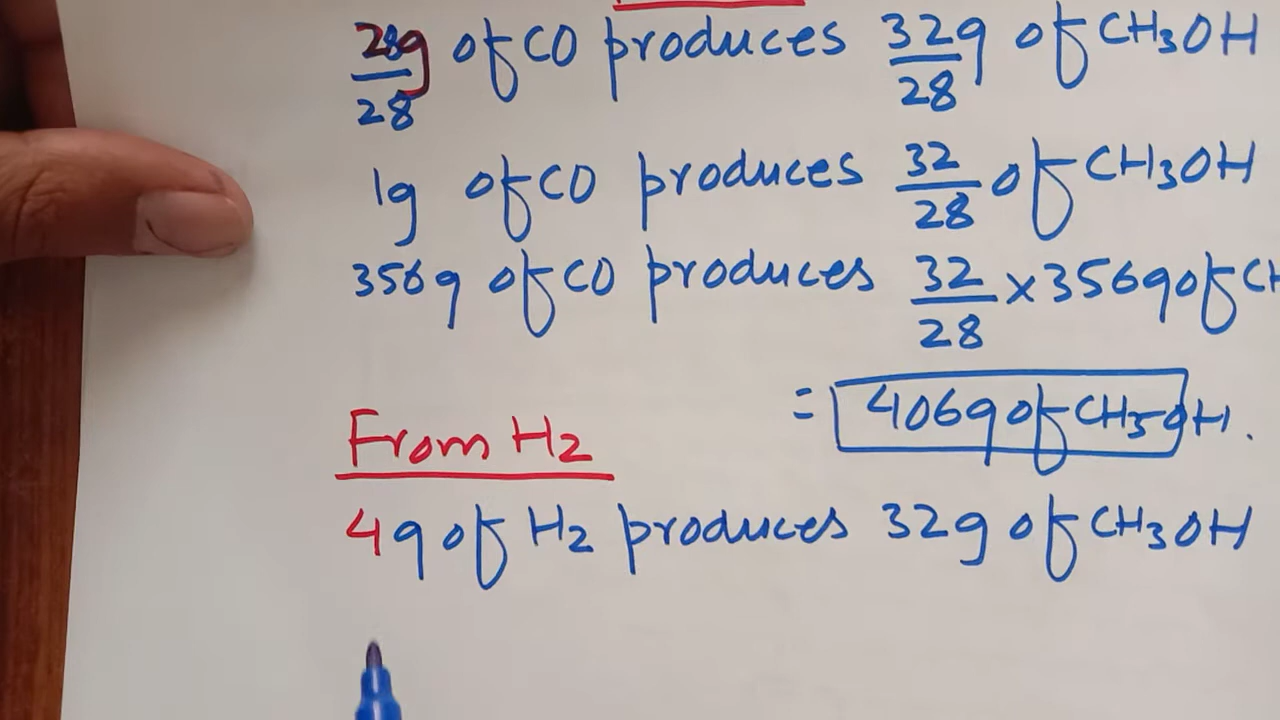 28g/28 of CO produces 32g/28 of CH3OH
1g of CO produces 32/28 of CH3OH
356g of CO produces 32/28 × 356g of CH
= 406g of CH3OH.
From H2
4g of H2 produces 32g of CH3OH